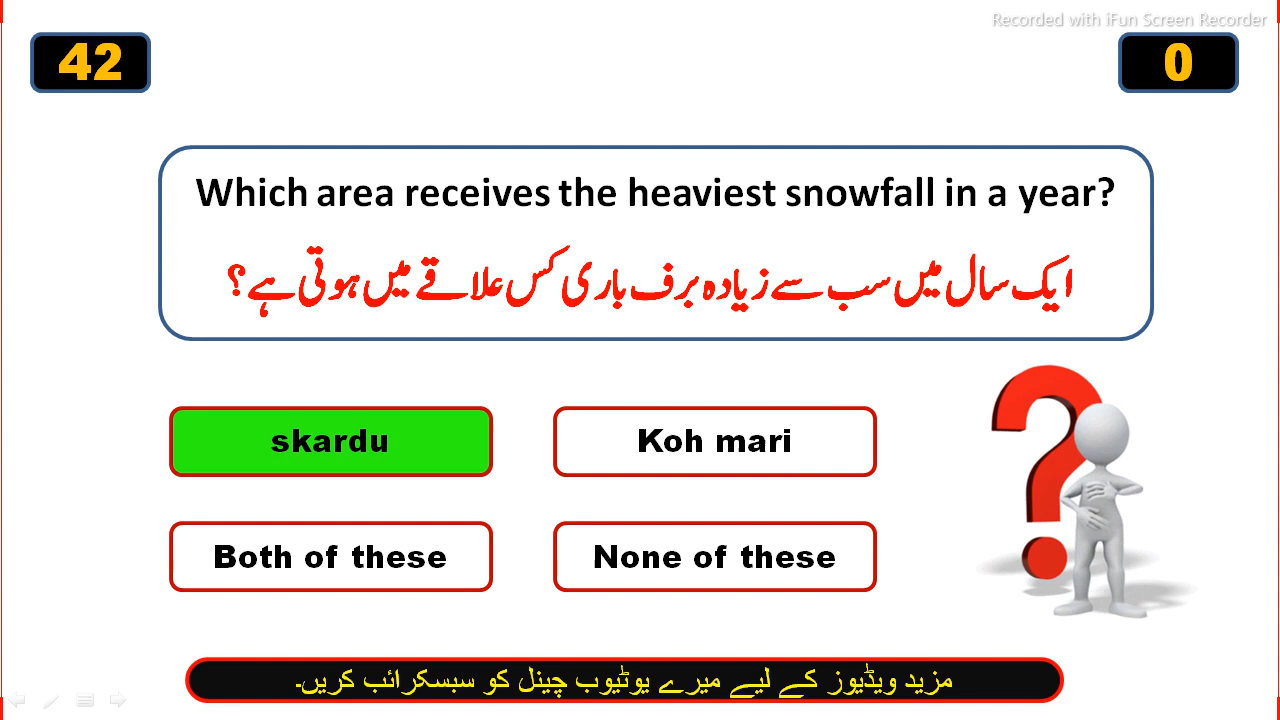 Recorded with iFun Screen Recorder
42
0
Which area receives the heaviest snowfall in a year?
ایک سال میں سب سے زیادہ برف باری کس علاقے میں ہوتی ہے؟
skardu
Koh mari
Both of these
None of these
مزید ویڈیوز کے لیے میرے یوٹیوب چینل کو سبسکرائب کریں۔